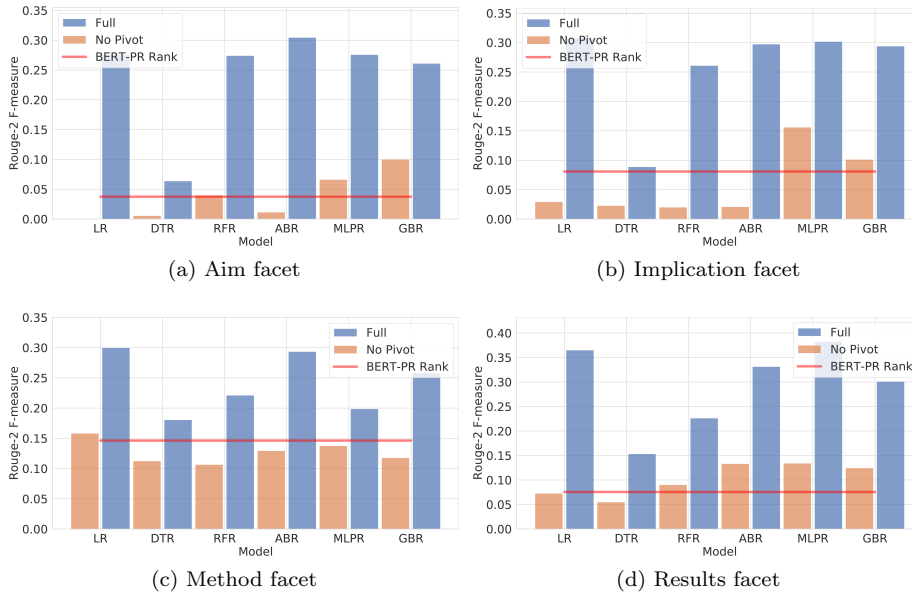 0.35
0.30
0.25
0.20
0.15
0.10
0.05
0.00
Rouge-2 F-measure
Full
No Pivot
BERT-PR Rank
LR DTR RFR ABR MLPR GBR
Model
(a) Aim facet
0.35
0.30
0.25
0.20
0.15
0.10
0.05
0.00
Rouge-2 F-measure
Full
No Pivot
BERT-PR Rank
LR DTR RFR ABR MLPR GBR
Model
(b) Implication facet
0.35
0.30
0.25
0.20
0.15
0.10
0.05
0.00
Rouge-2 F-measure
Full
No Pivot
BERT-PR Rank
LR DTR RFR ABR MLPR GBR
Model
(c) Method facet
0.40
0.35
0.30
0.25
0.20
0.15
0.10
0.05
0.00
Rouge-2 F-measure
Full
No Pivot
BERT-PR Rank
LR DTR RFR ABR MLPR GBR
Model
(d) Results facet